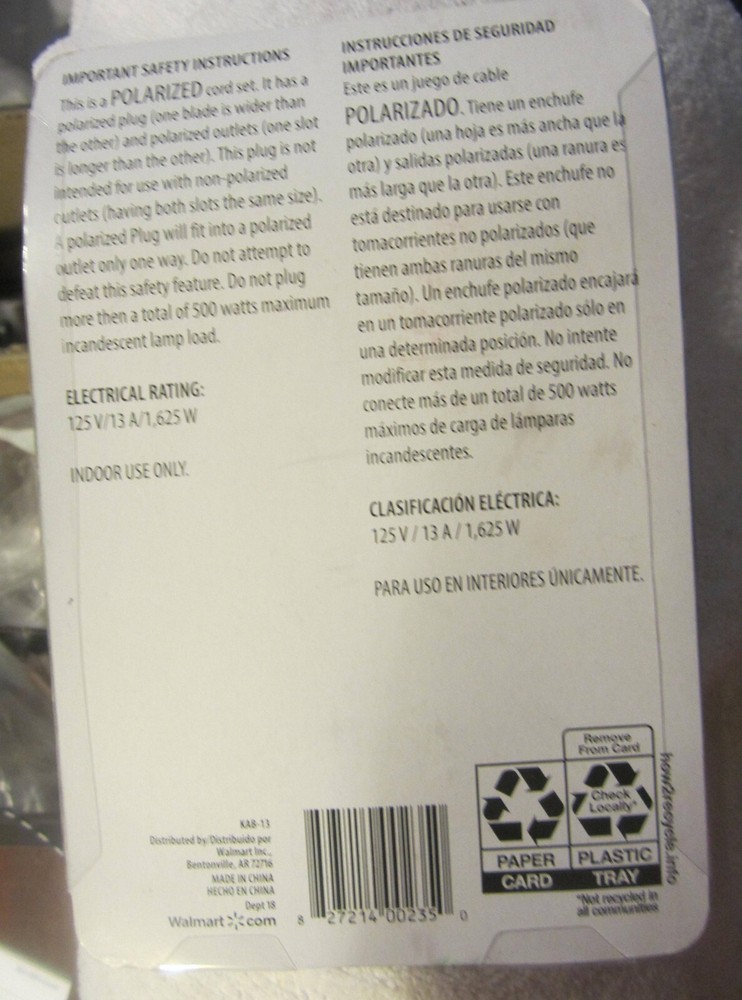 IMPORTANT SAFETY INSTRUCTIONS
This is a POLARIZED cord set. It has a
polarized plug (one blade is wider than
the other) and polarized outlets (one slot
is longer than the other). This plug is not
intended for use with non-polarized
outlets (having both slots the same size).
A polarized Plug will fit into a polarized
outlet only one way. Do not attempt to
defeat this safety feature. Do not plug
more then a total of 500 watts maximum
incandescent lamp load.
ELECTRICAL RATING:
125 V/13 A/1,625 W
INDOOR USE ONLY.
INSTRUCCIONES DE SEGURIDAD
IMPORTANTES
Este es un juego de cable
POLARIZADO. Tiene un enchufe
polarizado (una hoja es más ancha que la
otra) y salidas polarizadas (una ranura es
más larga que la otra). Este enchufe no
está destinado para usarse con
tomacorrientes no polarizados (que
tienen ambas ranuras del mismo
tamaño). Un enchufe polarizado encajará
en un tomacorriente polarizado sólo en
una determinada posición. No intente
modificar esta medida de seguridad. No
conecte más de un total de 500 watts
máximos de carga de lámparas
incandescentes.
CLASIFICACIÓN ELÉCTRICA:
125 V / 13 A / 1,625 W
PARA USO EN INTERIORES ÚNICAMENTE.
KAB-13
Distributed by/Distribuido por
Walmart Inc.,
Bentonville, AR 72716
MADE IN CHINA
HECHO EN CHINA
Dept 18
Walmart.com
8 27214 00235 0
Remove
From Card
Check
Locally*
PAPER
CARD
PLASTIC
TRAY
*Not recycled in
all communities
how2recycle.info